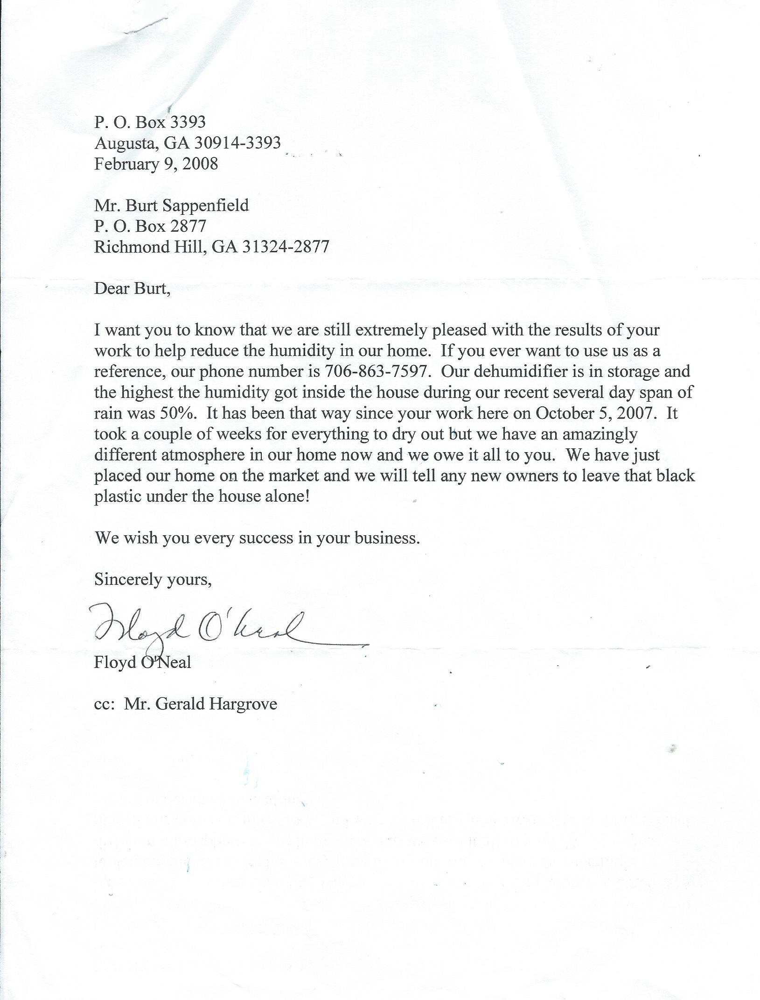 P. O. Box 3393
Augusta, GA 30914-3393
February 9, 2008
Mr. Burt Sappenfield
P. O. Box 2877
Richmond Hill, GA 31324-2877
Dear Burt,
I want you to know that we are still extremely pleased with the results of your
work to help reduce the humidity in our home.  If you ever want to use us as a
reference, our phone number is 706-863-7597.  Our dehumidifier is in storage and
the highest the humidity got inside the house during our recent several day span of
rain was 50%.  It has been that way since your work here on October 5, 2007.  It
took a couple of weeks for everything to dry out but we have an amazingly
different atmosphere in our home now and we owe it all to you.  We have just
placed our home on the market and we will tell any new owners to leave that black
plastic under the house alone!
We wish you every success in your business.
Sincerely yours,
Floyd O'Neal
Floyd O'Neal
cc:  Mr. Gerald Hargrove